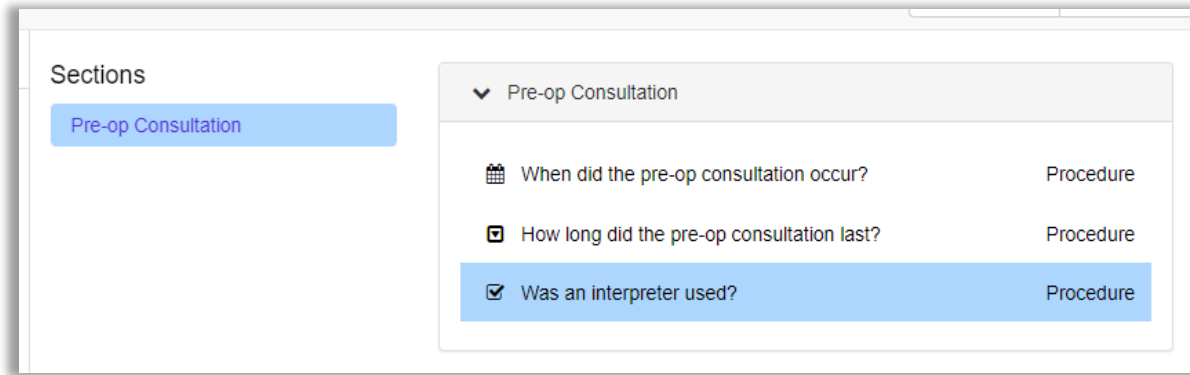 Sections
Pre-op Consultation
Pre-op Consultation
When did the pre-op consultation occur? Procedure
How long did the pre-op consultation last? Procedure
Was an interpreter used? Procedure